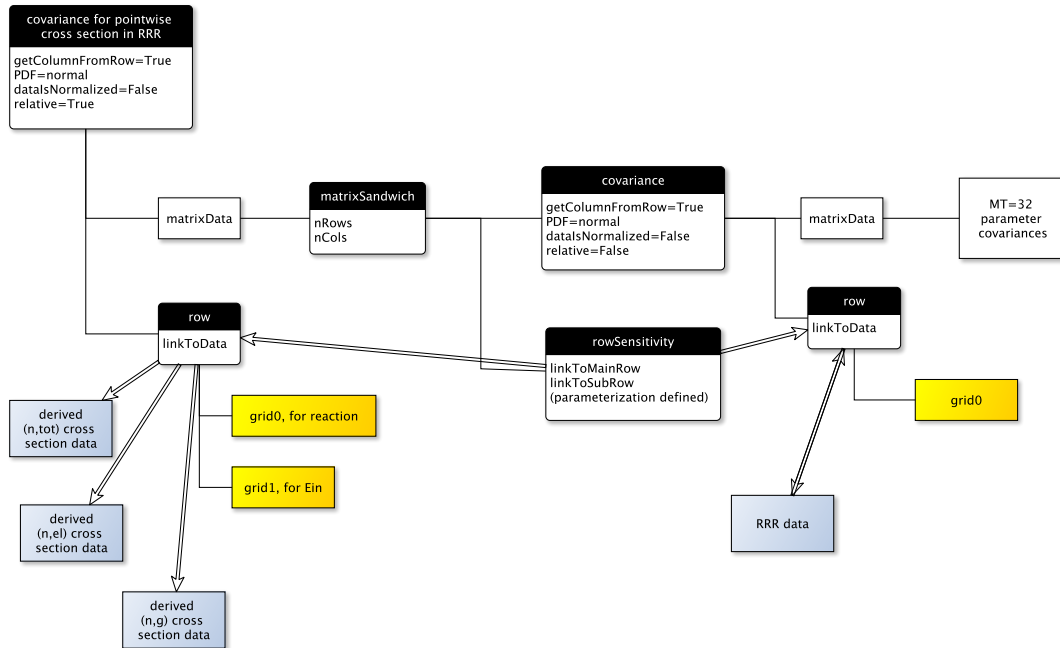 covariance for pointwise
cross section in RRR
getColumnFromRow=True
PDF=normal
dataIsNormalized=False
relative=True
matrixData
matrixSandwich
nRows
nCols
covariance
getColumnFromRow=True
PDF=normal
dataIsNormalized=False
relative=False
matrixData
MT=32
parameter
covariances
row
linkToData
rowSensitivity
linkToMainRow
linkToSubRow
(parameterization defined)
row
linkToData
derived
(n,tot) cross
section data
grid0, for reaction
grid0
grid1, for Ein
derived
(n,el) cross
section data
RRR data
derived
(n,g) cross
section data